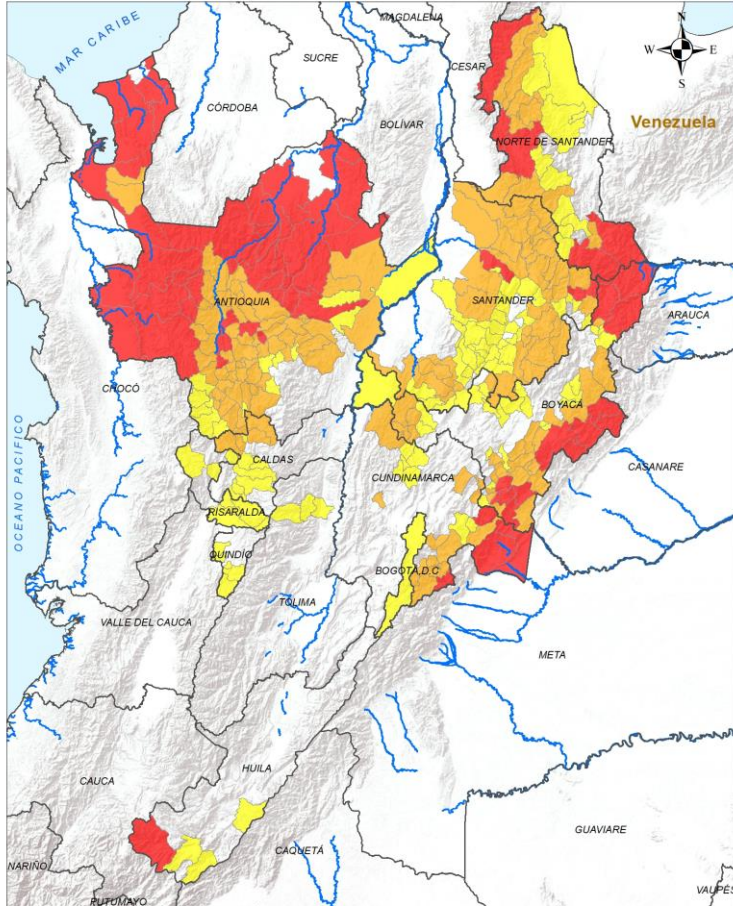 MAGDALENA
N
MAR CARIBE
W
E
SUCRE
CESAR
S
CÓRDOBA
BOLÍVAR
Venezuela
NORTE DE SANTANDER
ANTIOQUIA
SANTANDER
ARAUCA
CHOCÓ
BOYACÁ
CALDAS
CASANARE
CUNDINAMARCA
OCEANO PACIFICO
RISARALDA
QUINDÍO
BOGOTÁ,D.C
TOLIMA
VALLE DEL CAUCA
META
HUILA
CAUCA
GUAVIARE
CAQUETÁ
NARIÑO
PUTUMAYO
VAUPÉS